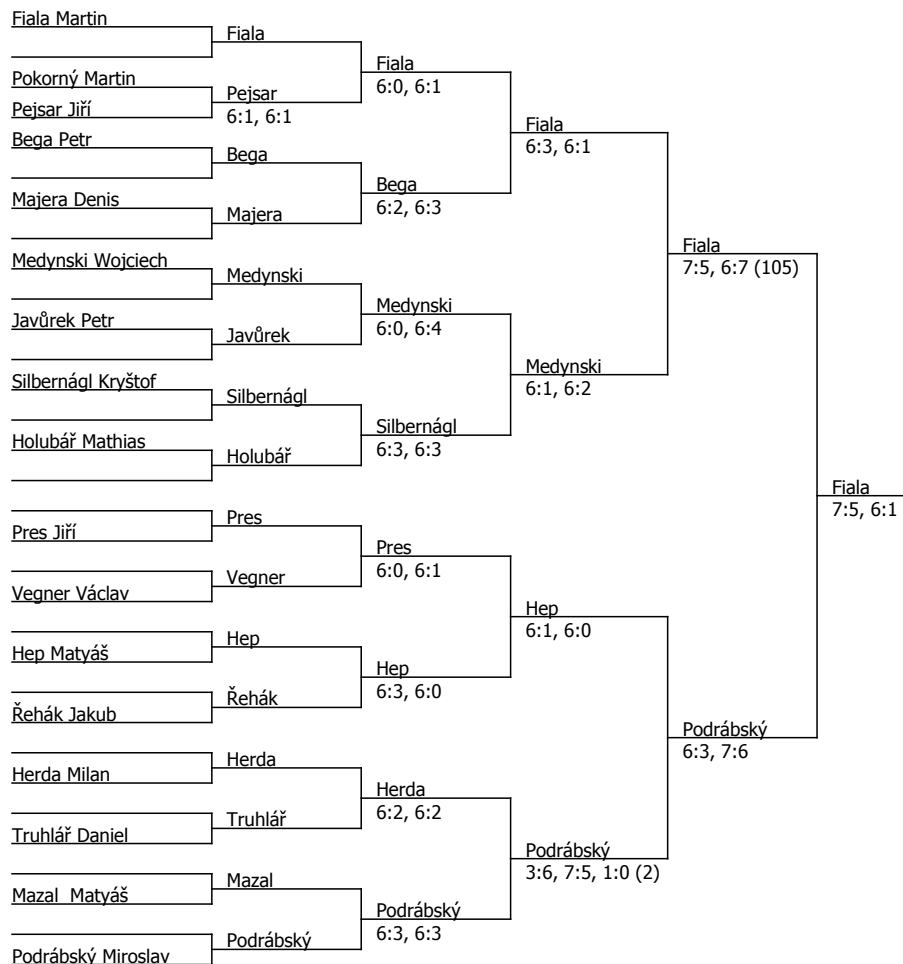 Fiala Martin
Pokorný Martin
Pejsar Jiří
Bega Petr
Majera Denis
Medynski Wojciech
Javůrek Petr
Silbernágl Kryštof
Holubář Mathias
Pres Jiří
Vegner Václav
Hep Matyáš
Řehák Jakub
Herda Milan
Truhlář Daniel
Mazal  Matyáš
Podrábský Miroslav
Fiala
Pejsar
6:1, 6:1
Bega
Majera
Medynski
Javůrek
Silbernágl
Holubář
Pres
Vegner
Hep
Řehák
Herda
Truhlář
Mazal
Podrábský
Fiala
6:0, 6:1
Bega
6:2, 6:3
Medynski
6:0, 6:4
Silbernágl
6:3, 6:3
Pres
6:0, 6:1
Hep
6:3, 6:0
Herda
6:2, 6:2
Podrábský
6:3, 6:3
Fiala
6:3, 6:1
Medynski
6:1, 6:2
Hep
6:1, 6:0
Podrábský
3:6, 7:5, 1:0 (2)
Fiala
7:5, 6:7 (105)
Podrábský
6:3, 7:6
Fiala
7:5, 6:1